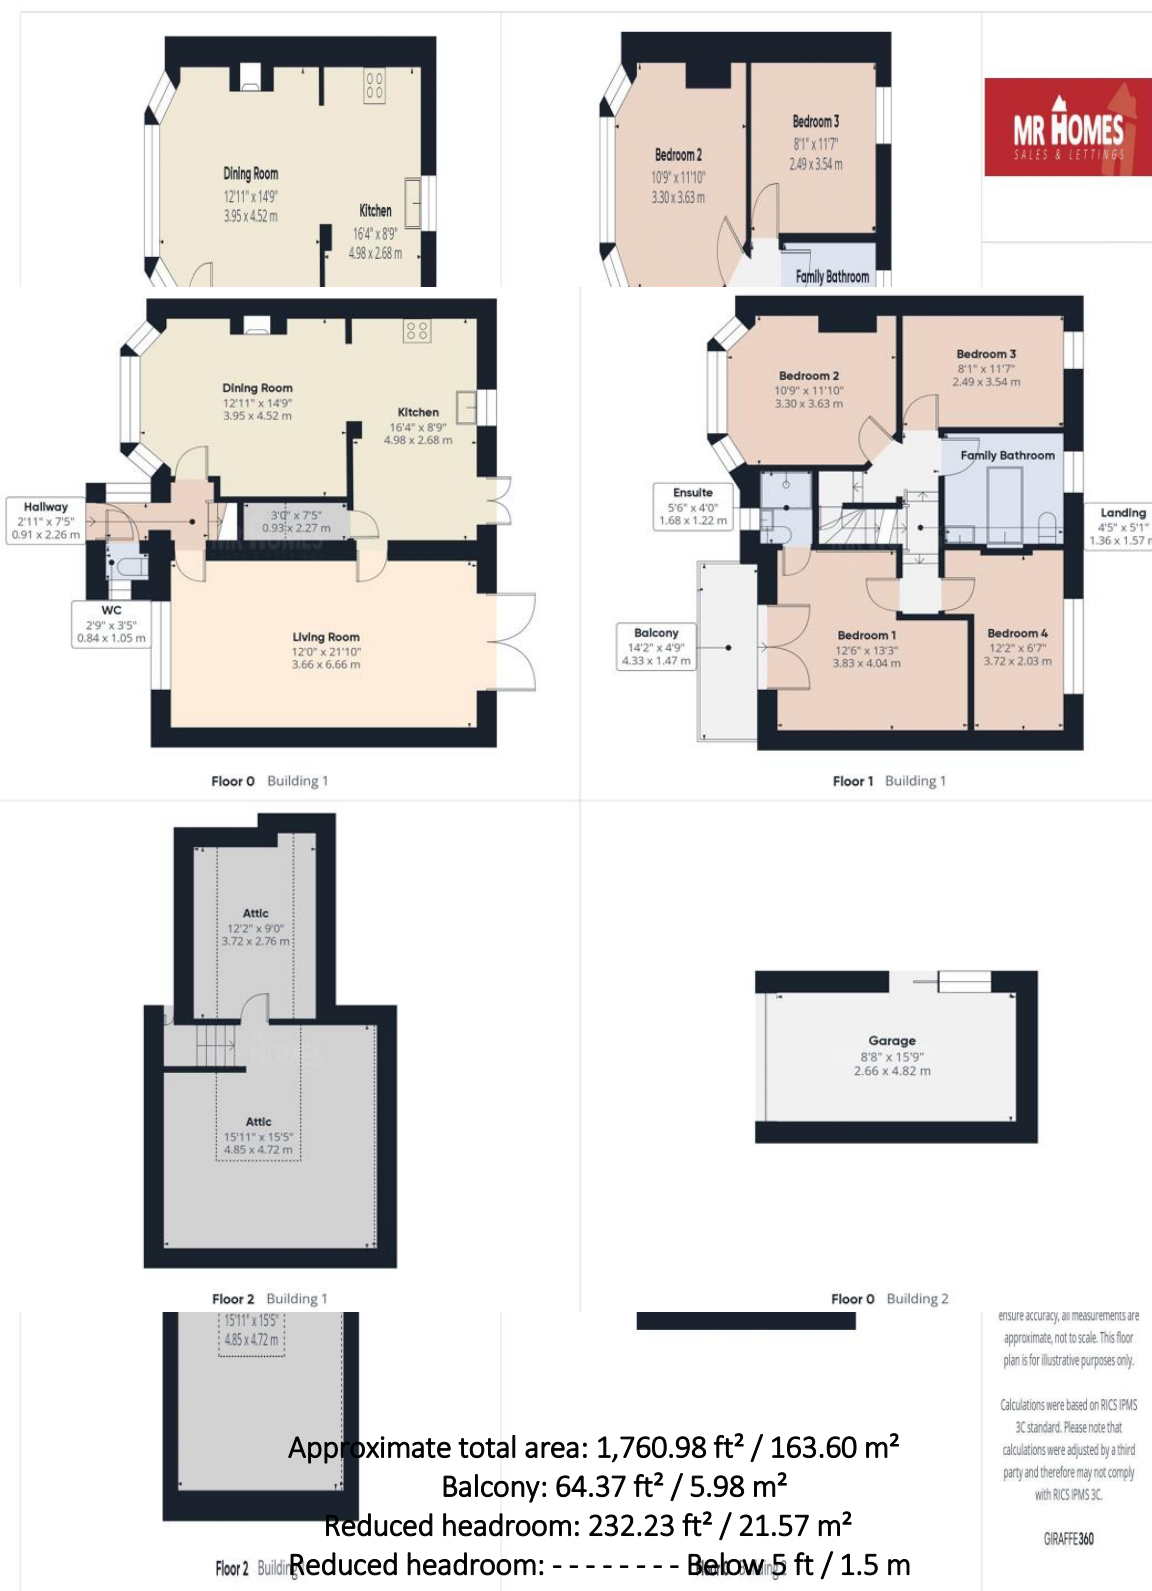 Dining Room
12'11" x 14'9"
3.95 x 4.52 m
Kitchen
16'4" x 8'9"
4.98 x 2.68 m
Bedroom 2
10'9" x 11'10"
3.30 x 3.63 m
Bedroom 3
8'1" x 11'7"
2.49 x 3.54 m
Family Bathroom
MR HOMES
SALES & LETTINGS
Dining Room
12'11" x 14'9"
3.95 x 4.52 m
Kitchen
16'4" x 8'9"
4.98 x 2.68 m
Hallway
2'11" x 7'5"
0.91 x 2.26 m
3'0" x 7'5"
0.93 x 2.27 m
MR HOMES
WC
2'9" x 3'5"
0.84 x 1.05 m
Living Room
12'0" x 21'10"
3.66 x 6.66 m
Floor 0 Building 1
Bedroom 2
10'9" x 11'10"
3.30 x 3.63 m
Bedroom 3
8'1" x 11'7"
2.49 x 3.54 m
Family Bathroom
Ensuite
5'6" x 4'0"
1.68 x 1.22 m
Landing
4'5" x 5'1"
1.36 x 1.57 m
Balcony
14'2" x 4'9"
4.33 x 1.47 m
Bedroom 1
12'6" x 13'3"
3.83 x 4.04 m
Bedroom 4
12'2" x 6'7"
3.72 x 2.03 m
Floor 1 Building 1
Attic
12'2" x 9'0"
3.72 x 2.76 m
Attic
15'11" x 15'5"
4.85 x 4.72 m
Floor 2 Building 1
Garage
8'8" x 15'9"
2.66 x 4.82 m
Floor 0 Building 2
15'11" x 15'5"
4.85 x 4.72 m
ensure accuracy, all measurements are
approximate, not to scale. This floor
plan is for illustrative purposes only.
Calculations were based on RICS IPMS
3C standard. Please note that
calculations were adjusted by a third
party and therefore may not comply
with RICS IPMS 3C.
GIRAFFE360
Approximate total area: 1,760.98 ft² / 163.60 m²
Balcony: 64.37 ft² / 5.98 m²
Reduced headroom: 232.23 ft² / 21.57 m²
Reduced headroom: - - - - - - - - Below 5 ft / 1.5 m
Floor 2 Building